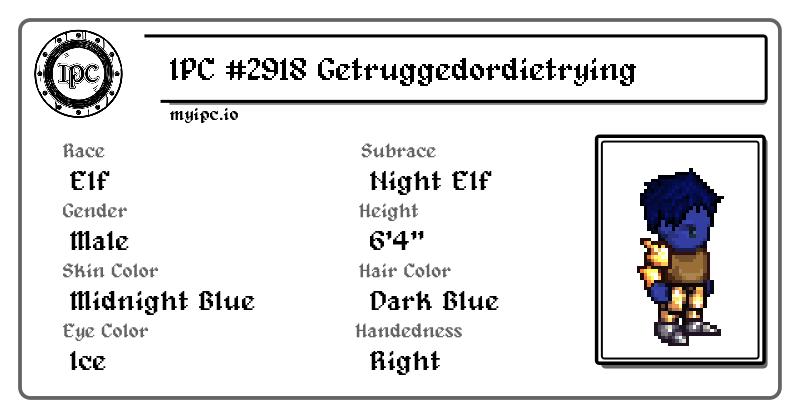 IPC
IPC #2918 Getruggedordietrying
myipc.io
Race
Subrace
Elf
Night Elf
Gender
Height
Male
6'4"
Skin Color
Hair Color
Midnight Blue
Dark Blue
Eye Color
Handedness
Ice
Right